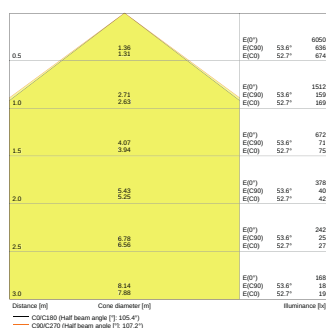 E(0°) 6050
1.36 E(C90) 53.6° 636
0.5 1.31 E(C0) 52.7° 674
E(0°) 1512
2.71 E(C90) 53.6° 159
1.0 2.63 E(C0) 52.7° 169
E(0°) 672
4.07 E(C90) 53.6° 71
1.5 3.94 E(C0) 52.7° 75
E(0°) 378
5.43 E(C90) 53.6° 40
2.0 5.25 E(C0) 52.7° 42
E(0°) 242
6.78 E(C90) 53.6° 25
2.5 6.56 E(C0) 52.7° 27
E(0°) 168
8.14 E(C90) 53.6° 18
3.0 7.88 E(C0) 52.7° 19
Distance [m] Cone diameter [m] Illuminance [lx]
C0/C180 (Half beam angle [°]: 105.4°)
C90/C270 (Half beam angle [°]: 107.2°)